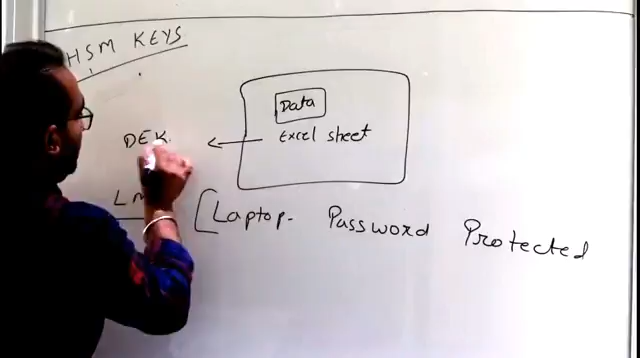 HSM KEYS
Data
DEK
Excel sheet
Laptop. Password Protected